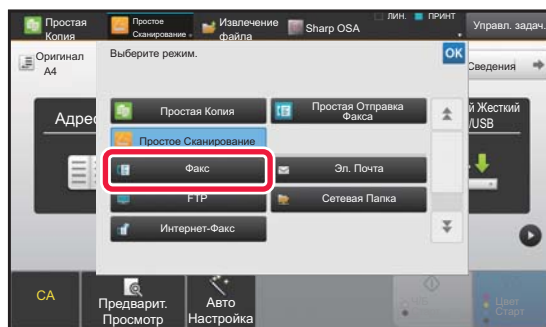 Простая Копия
Простое Сканирование
Извлечение файла
Sharp OSA
ЛИН. ПРИНТ
Управл. задач.
Оригинал
A4
Выберите режим.
OK
Сведения
Адрес
й Жесткий
/USB
Простая Копия
Простая Отправка Факса
Простое Сканирование
Факс
Эл. Почта
FTP
Сетевая Папка
Интернет-Факс
CA
Предварит. Просмотр
Авто Настройка
Цвет Старт